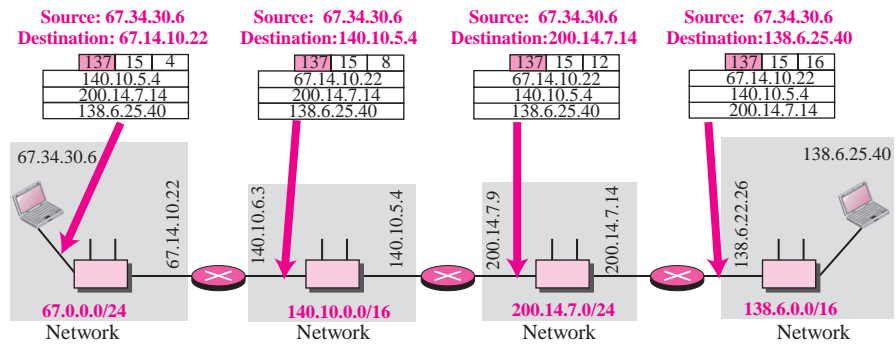 Source: 67.34.30.6
Destination: 67.14.10.22
137 15 4
140.10.5.4
200.14.7.14
138.6.25.40
Source: 67.34.30.6
Destination:140.10.5.4
137 15 8
67.14.10.22
200.14.7.14
138.6.25.40
Source: 67.34.30.6
Destination:200.14.7.14
137 15 12
67.14.10.22
140.10.5.4
138.6.25.40
Source: 67.34.30.6
Destination:138.6.25.40
137 15 16
67.14.10.22
140.10.5.4
200.14.7.14
67.34.30.6
67.14.10.22
67.0.0.0/24
Network
140.10.6.3
140.10.5.4
140.10.0.0/16
Network
200.14.7.9
200.14.7.14
200.14.7.0/24
Network
138.6.25.40
138.6.22.26
138.6.0.0/16
Network